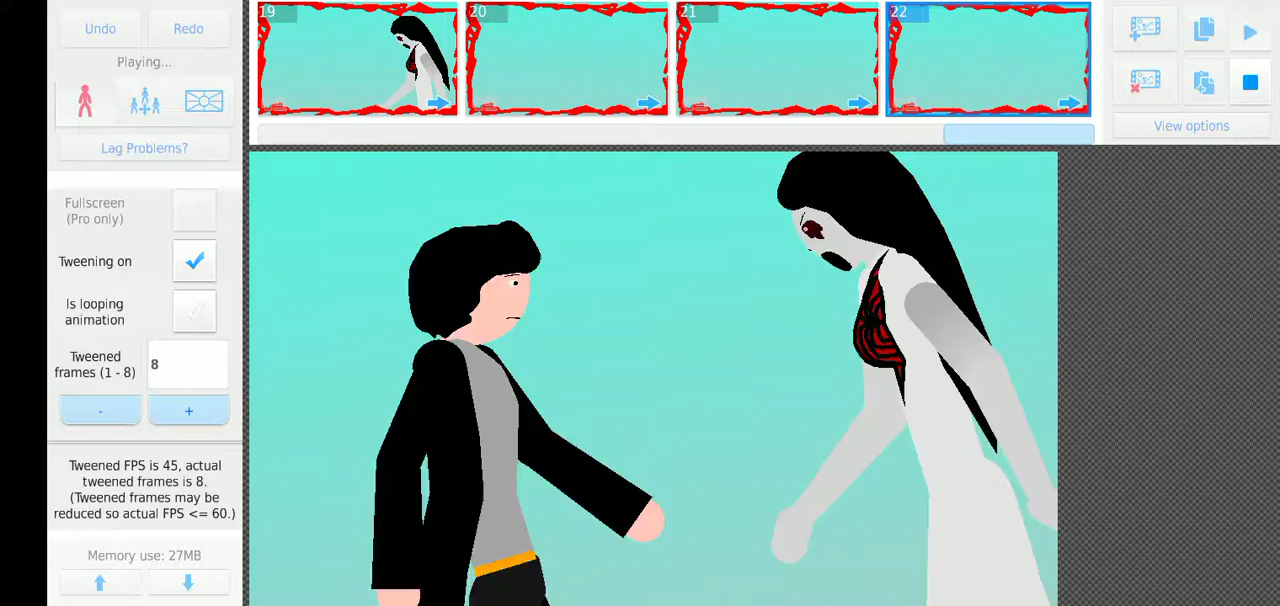 Undo
Redo
Playing...
Lag Problems?
Fullscreen
(Pro only)
Tweening on
Is looping
animation
Tweened
frames (1 - 8)
8
-
+
Tweened FPS is 45, actual
tweened frames is 8.
(Tweened frames may be
reduced so actual FPS <= 60.)
Memory use: 27MB
19
20
21
22
View options